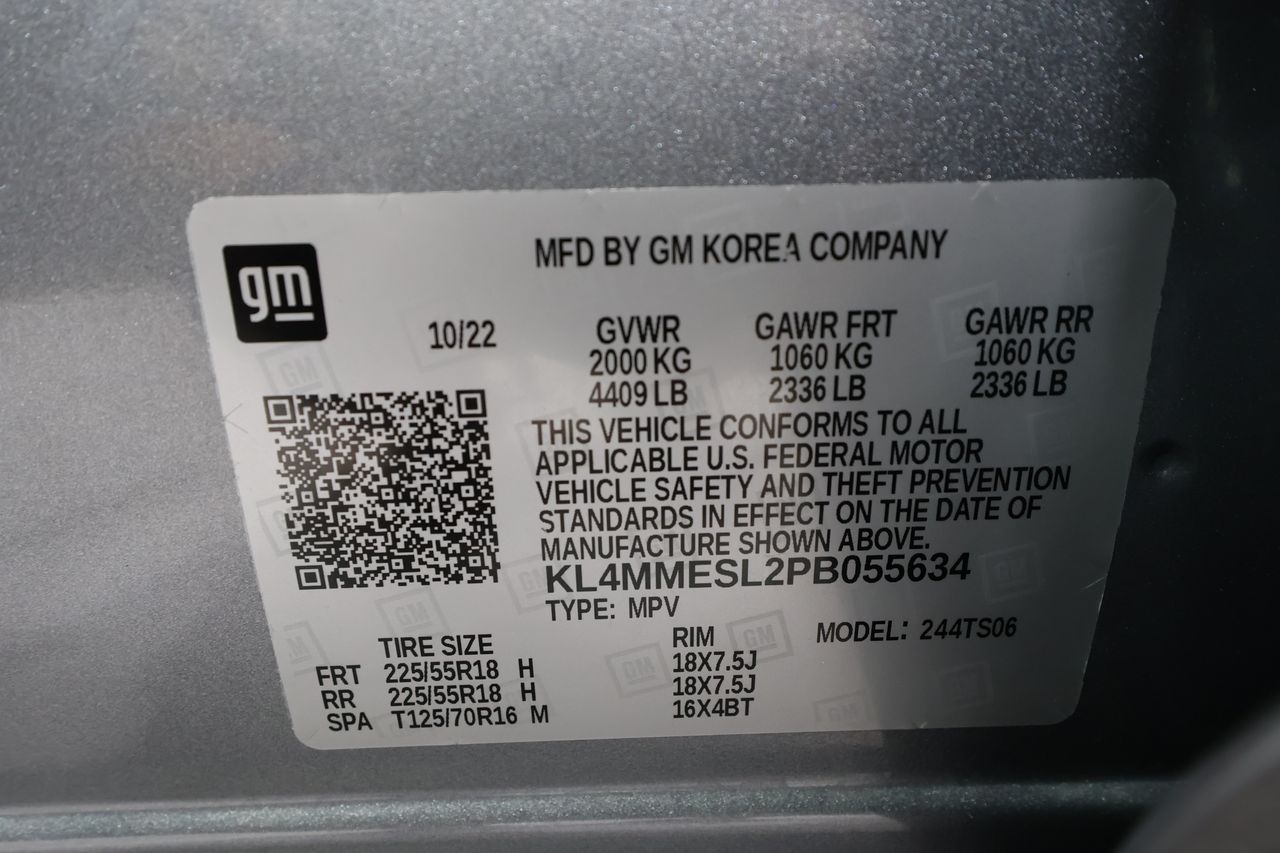 gm
MFD BY GM KOREA COMPANY
10/22
GVWR GAWR FRT GAWR RR
2000 KG 1060 KG 1060 KG
4409 LB 2336 LB 2336 LB
THIS VEHICLE CONFORMS TO ALL
APPLICABLE U.S. FEDERAL MOTOR
VEHICLE SAFETY AND THEFT PREVENTION
STANDARDS IN EFFECT ON THE DATE OF
MANUFACTURE SHOWN ABOVE.
KL4MMESL2PB055634
TYPE: MPV
MODEL: 244TS06
TIRE SIZE RIM
FRT 225/55R18 H 18X7.5J
RR 225/55R18 H 18X7.5J
SPA T125/70R16 M 16X4BT